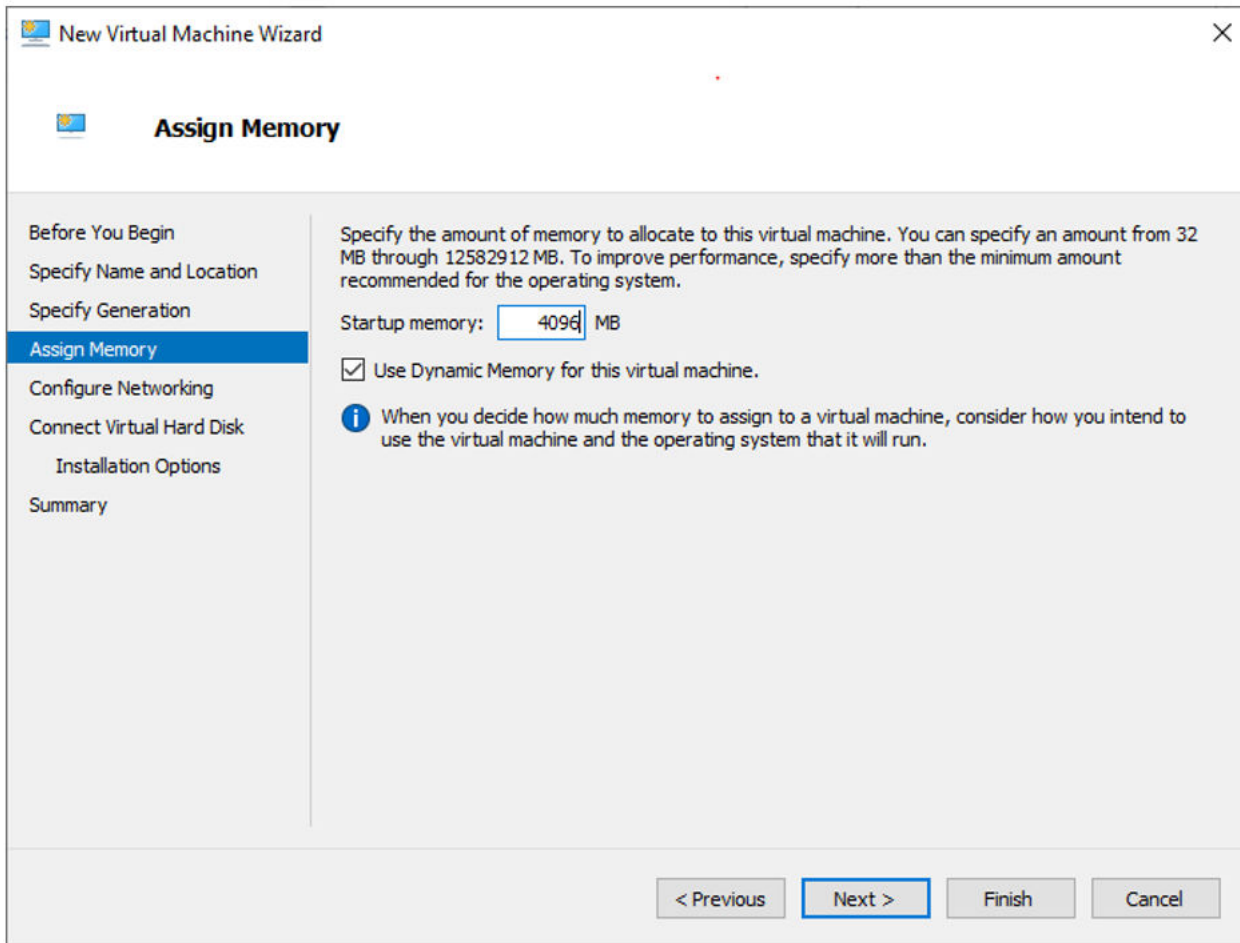 New Virtual Machine Wizard
Assign Memory
Before You Begin
Specify Name and Location
Specify Generation
Assign Memory
Configure Networking
Connect Virtual Hard Disk
Installation Options
Summary
Specify the amount of memory to allocate to this virtual machine. You can specify an amount from 32
MB through 12582912 MB. To improve performance, specify more than the minimum amount
recommended for the operating system.
Startup memory: 4096 MB
Use Dynamic Memory for this virtual machine.
When you decide how much memory to assign to a virtual machine, consider how you intend to
use the virtual machine and the operating system that it will run.
< Previous Next > Finish Cancel